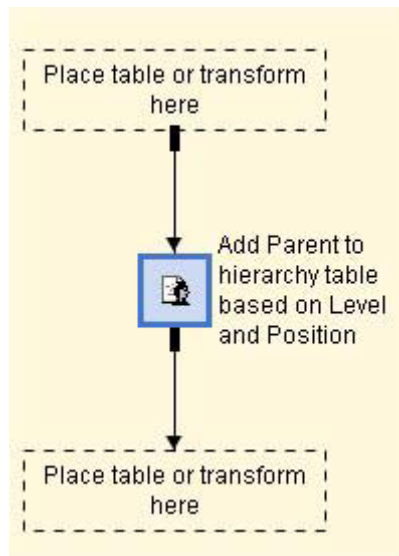 Place table or transform
here
Add Parent to
hierarchy table
based on Level
and Position
Place table or transform
here